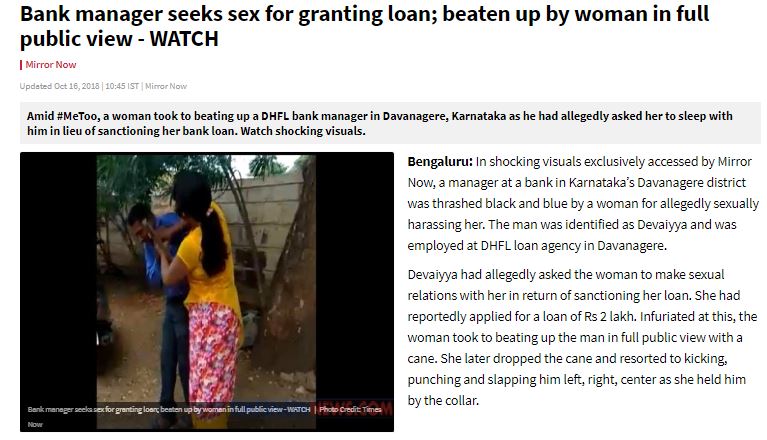 Bank manager seeks sex for granting loan; beaten up by woman in full
public view - WATCH
Mirror Now
Updated Oct 16, 2018 | 10:45 IST | Mirror Now
Amid #MeToo, a woman took to beating up a DHFL bank manager in Davanagere, Karnataka as he had allegedly asked her to sleep with
him in lieu of sanctioning her bank loan. Watch shocking visuals.
Bank manager seeks sex for granting loan; beaten up by woman in full public view - WATCH | Photo Credit: Times
Now
NEWS.COM
Bengaluru: In shocking visuals exclusively accessed by Mirror
Now, a manager at a bank in Karnataka's Davanagere district
was thrashed black and blue by a woman for allegedly sexually
harassing her. The man was identified as Devaiyya and was
employed at DHFL loan agency in Davanagere.
Devaiyya had allegedly asked the woman to make sexual
relations with her in return of sanctioning her loan. She had
reportedly applied for a loan of Rs 2 lakh. Infuriated at this, the
woman took to beating up the man in full public view with a
cane. She later dropped the cane and resorted to kicking,
punching and slapping him left, right, center as she held him
by the collar.